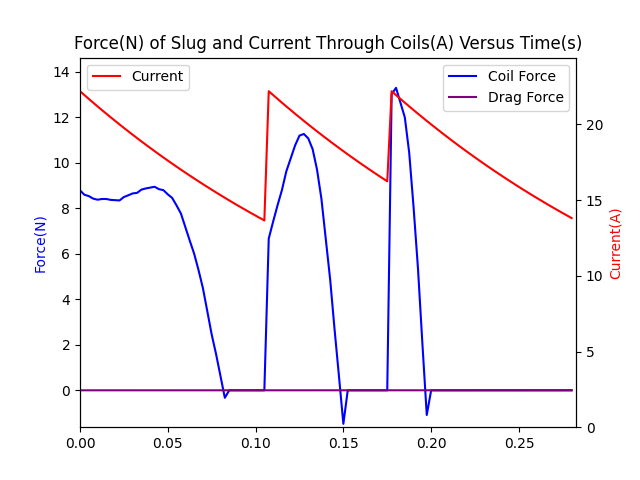 Force(N) of Slug and Current Through Coils(A) Versus Time(s)
Current
Coil Force
Drag Force
14
12
10
8
6
4
2
0
Force(N)
20
15
10
5
0
Current(A)
0.00 0.05 0.10 0.15 0.20 0.25